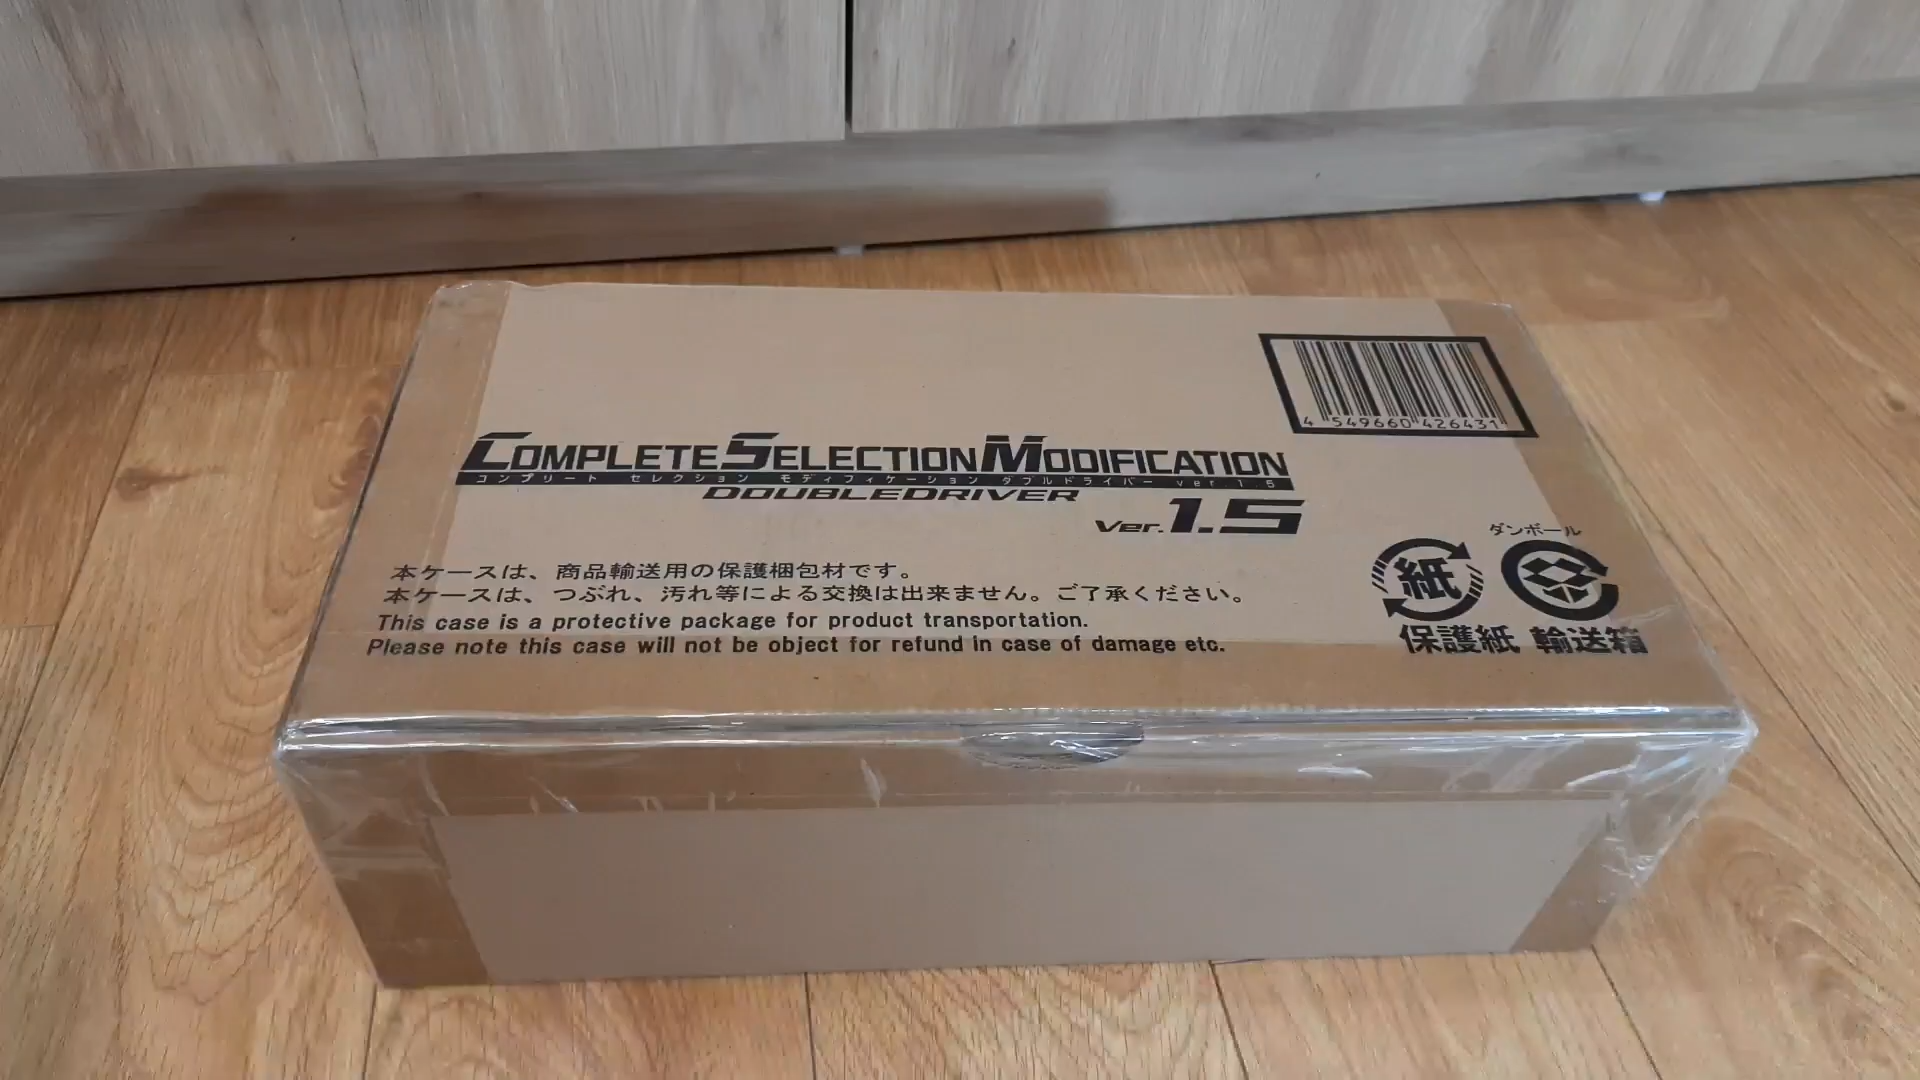 4 549660 426431
COMPLETE SELECTION MODIFICATION
コンプリート セレクション モディフィケーション ダブルドライバー ver.1.5
DOUBLEDRIVER
Ver.1.5
本ケースは、商品輸送用の保護梱包材です。
本ケースは、つぶれ、汚れ等による交換は出来ません。ご了承ください。
This case is a protective package for product transportation.
Please note this case will not be object for refund in case of damage etc.
ダンボール
紙
保護紙 輸送箱